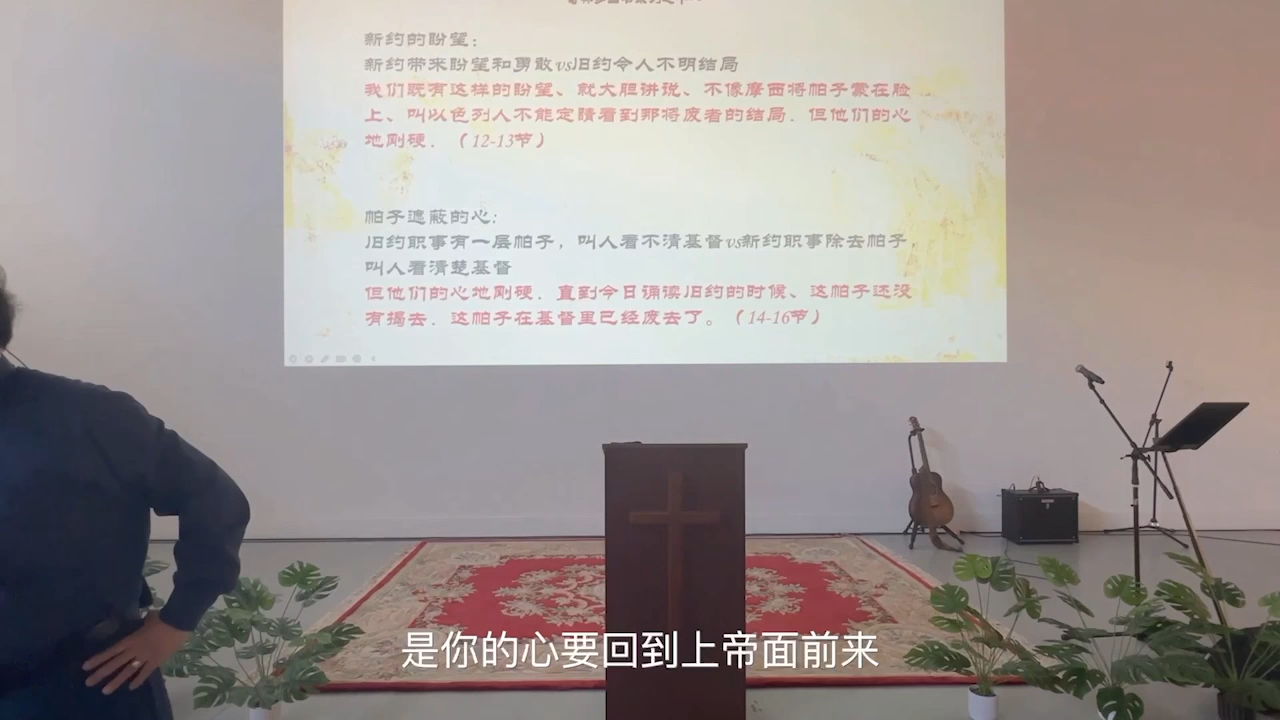 新约的盼望：
新约带来盼望和勇敢vs旧约令人不明结局
我们既有这样的盼望、就大胆讲说、不像摩西将帕子蒙在脸
上、叫以色列人不能定睛看到那将废者的结局．但他们的心
地刚硬．（12-13节）
帕子遮蔽的心：
旧约职事有一层帕子，叫人看不清基督vs新约职事除去帕子，
叫人看清楚基督
但他们的心地刚硬．直到今日诵读旧约的时候、这帕子还没
有揭去．这帕子在基督里已经废去了。（14-16节）
是你的心要回到上帝面前来